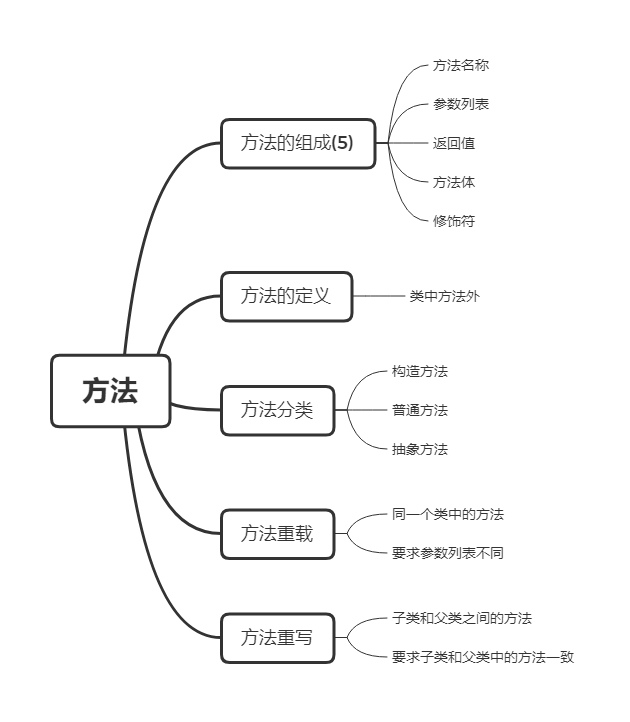 方法
方法的组成(5)
方法名称
参数列表
返回值
方法体
修饰符
方法的定义
类中方法外
方法分类
构造方法
普通方法
抽象方法
方法重载
同一个类中的方法
要求参数列表不同
方法重写
子类和父类之间的方法
要求子类和父类中的方法一致